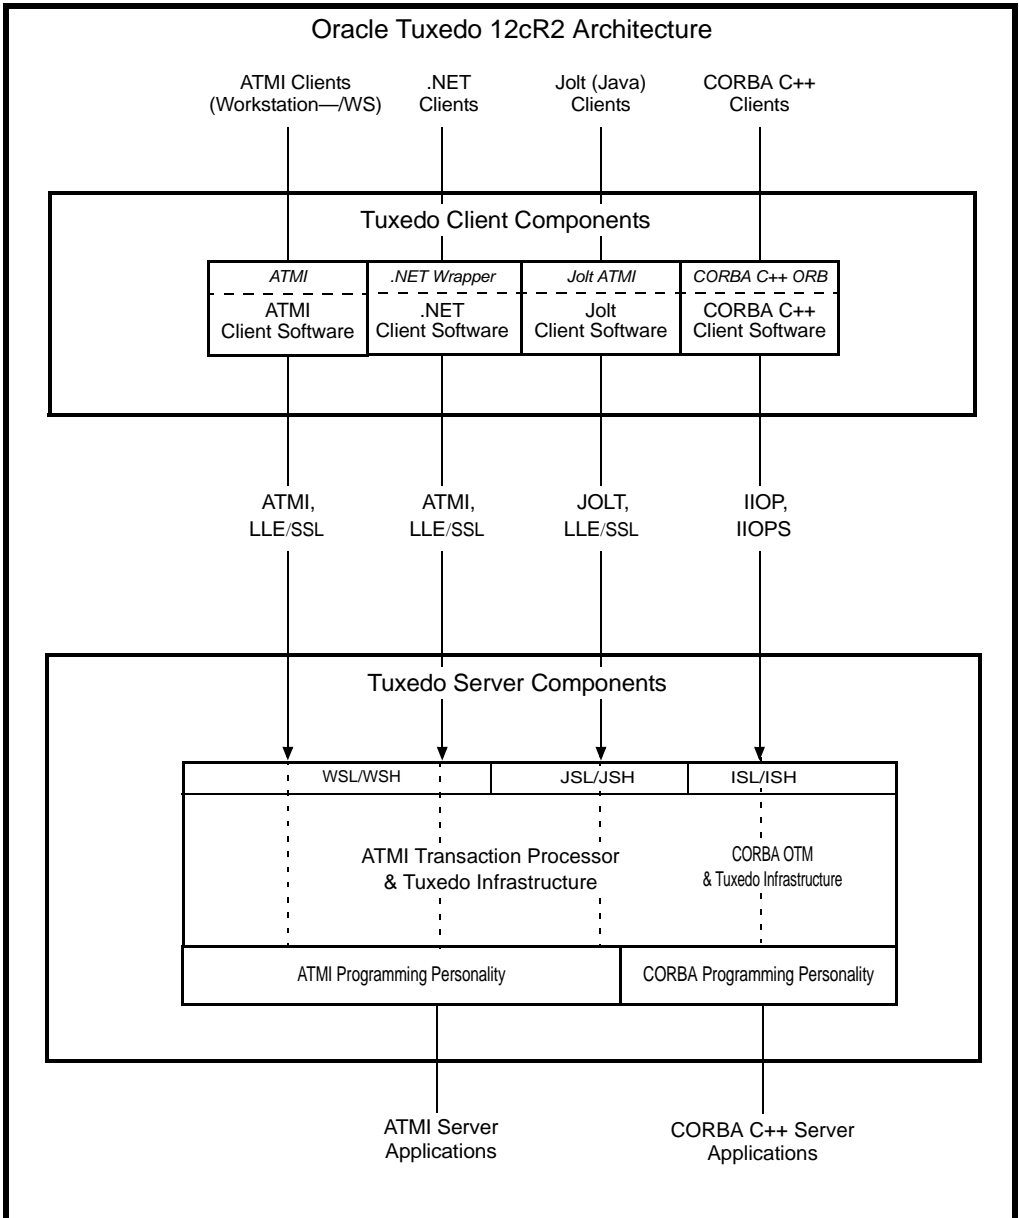 Oracle Tuxedo 12cR2 Architecture
ATMI Clients
(Workstation—/WS)
.NET
Clients
Jolt (Java)
Clients
CORBA C++
Clients
Tuxedo Client Components
ATMI
ATMI
Client Software
.NET Wrapper
.NET
Client Software
Jolt ATMI
Jolt
Client Software
CORBA C++ ORB
CORBA C++
Client Software
ATMI,
LLE/SSL
ATMI,
LLE/SSL
JOLT,
LLE/SSL
IIOP,
IIOPS
Tuxedo Server Components
WSL/WSH
JSL/JSH
ISL/ISH
ATMI Transaction Processor
& Tuxedo Infrastructure
CORBA OTM
& Tuxedo Infrastructure
ATMI Programming Personality
CORBA Programming Personality
ATMI Server
Applications
CORBA C++ Server
Applications